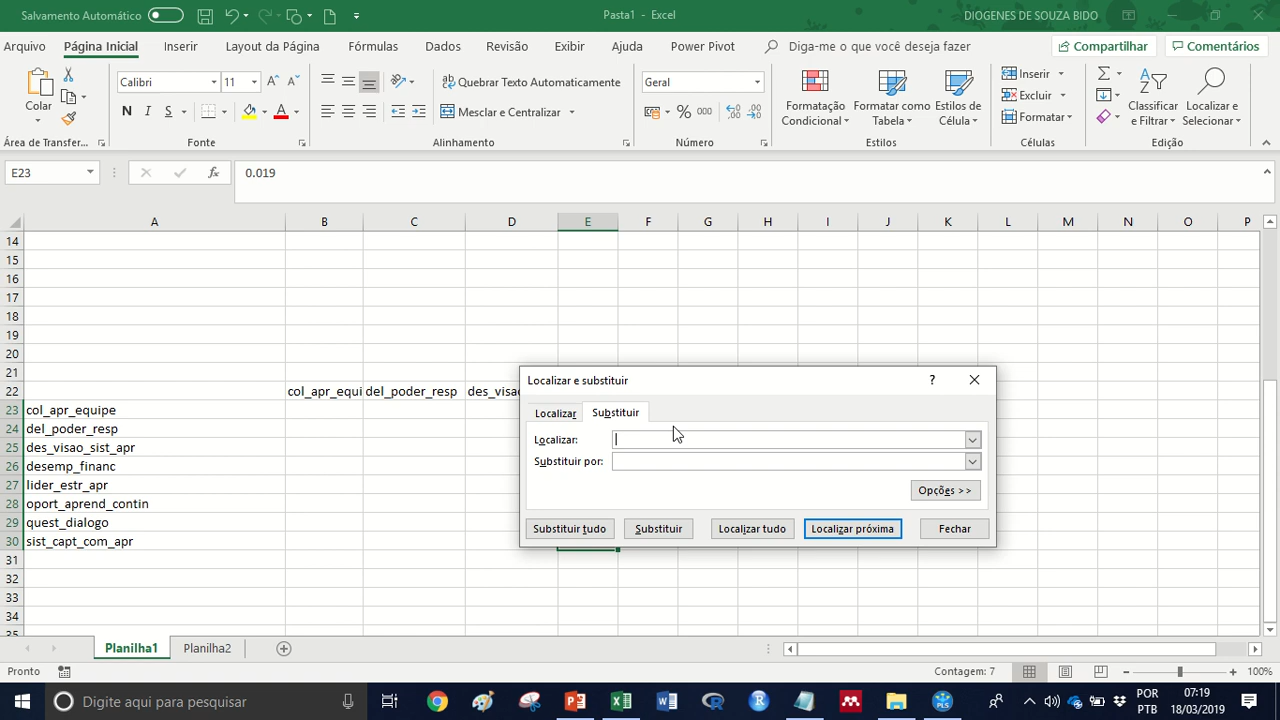 Salvamento Automático
Pasta1 - Excel
DIOGENES DE SOUZA BIDO
Arquivo Página Inicial Inserir Layout da Página Fórmulas Dados Revisão Exibir Ajuda Power Pivot Diga-me o que você deseja fazer Compartilhar Comentários
Colar
Calibri 11
N I S
Quebrar Texto Automaticamente
Mesclar e Centralizar
Geral
% 000
Formatação Condicional
Formatar como Tabela
Estilos de Célula
Inserir
Excluir
Formatar
Classificar e Filtrar
Localizar e Selecionar
Área de Transfer... Fonte Alinhamento Número Estilos Células Edição
E23 fx 0.019
A B C D E F G H I J K L M N O P
14
15
16
17
18
19
20
21
22 col_apr_equi del_poder_resp des_visa
23 col_apr_equipe
24 del_poder_resp
25 des_visao_sist_apr
26 desemp_financ
27 lider_estr_apr
28 oport_aprend_contin
29 quest_dialogo
30 sist_capt_com_apr
31
32
33
34
35
Localizar e substituir ?
Localizar Substituir
Localizar:
Substituir por:
Opções >>
Substituir tudo Substituir Localizar tudo Localizar próxima Fechar
Planilha1 Planilha2
Pronto Contagem: 7 100%
Digite aqui para pesquisar
POR
PTB
07:19
18/03/2019